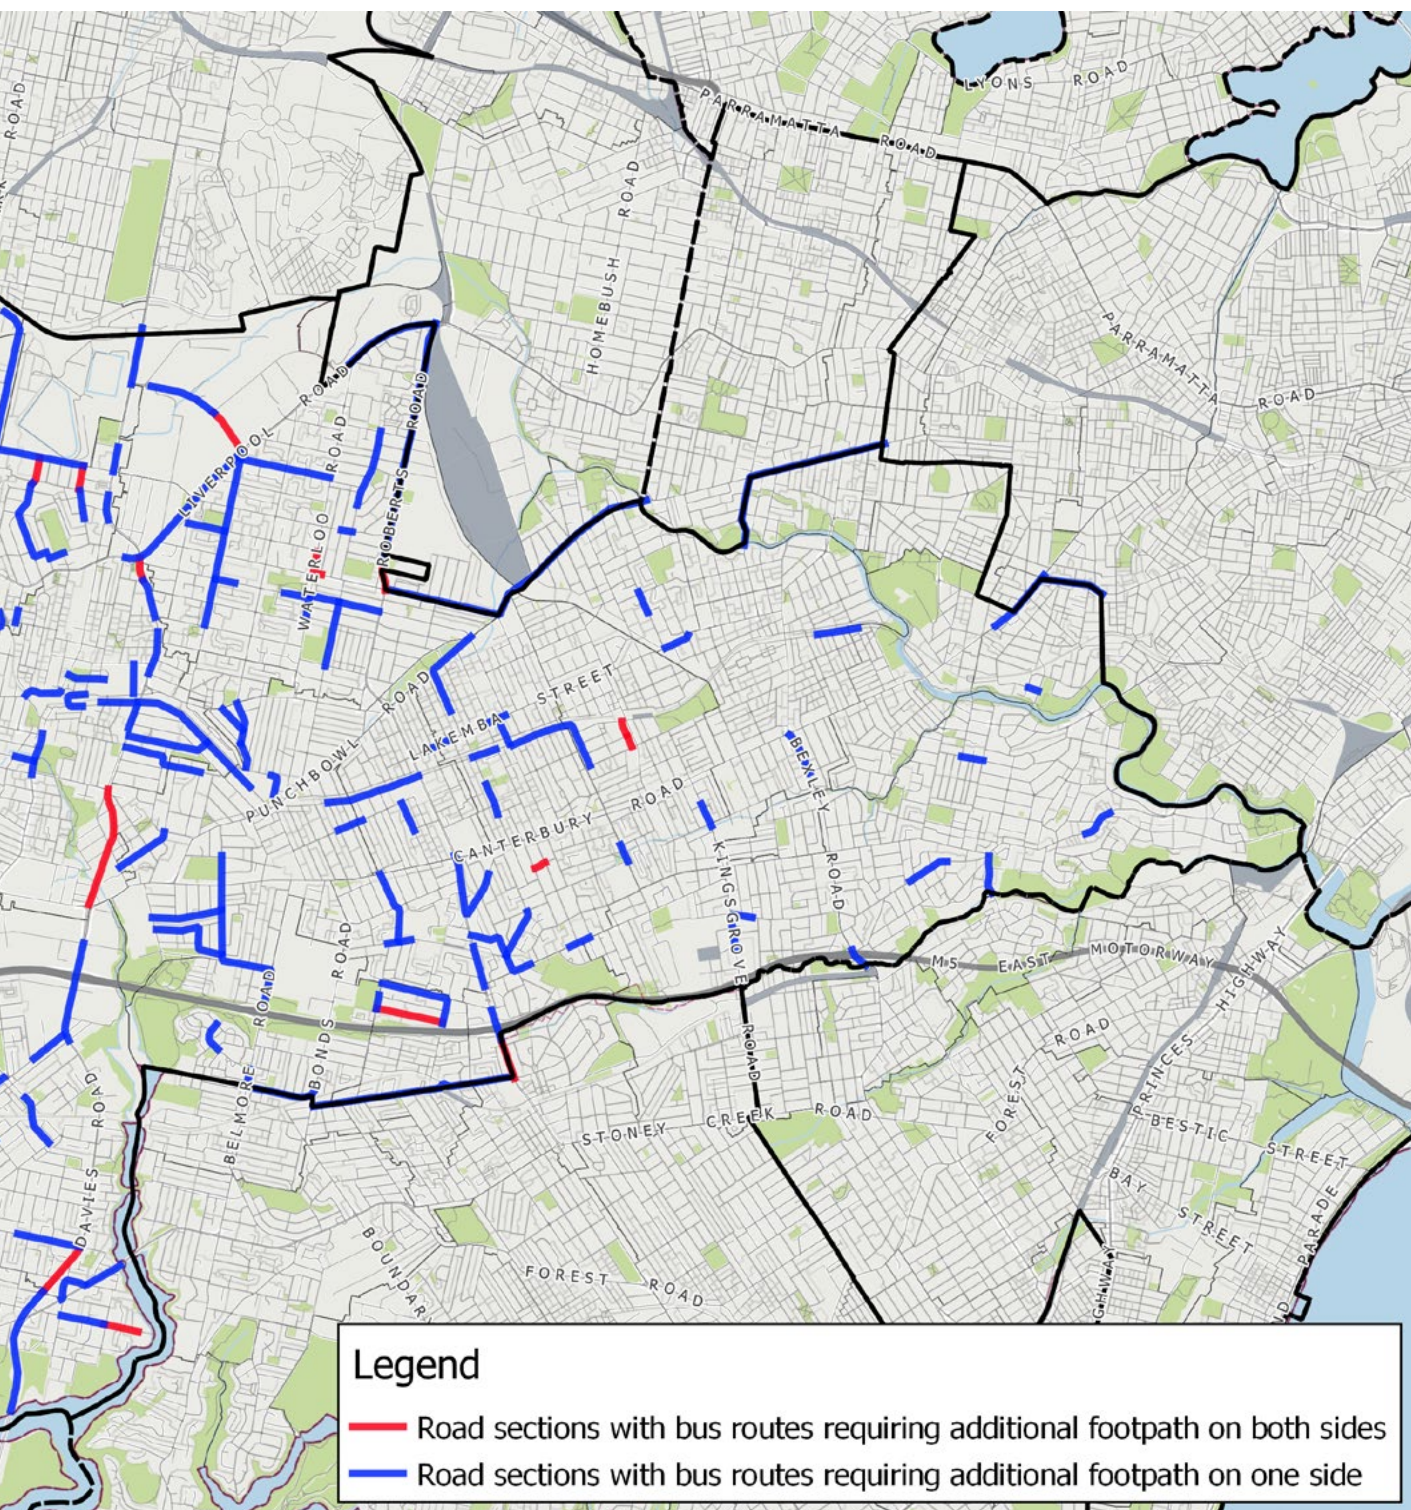 ROAD
LYONS ROAD
PARRAMATTA ROAD
ROAD
HOMEBUSH
PARRAMATTA ROAD
LIVERPOOL ROAD
ROAD
WATERLOO
ROBERTS ROAD
PUNCHBOWL ROAD
LAKEMBA STREET
CANTERBURY ROAD
BEXLEY
ROAD
KINGSGROVE
ROAD
M5 EAST MOTORWAY
PRINCES HIGHWAY
ROAD
FOREST
BELMORE ROAD
BONDS ROAD
DAVIES ROAD
STONEY CREEK ROAD
BESTIC STREET
BAY STREET
PARADE
ND
GHWA
BOUNDAR
FOREST ROAD
Legend
Road sections with bus routes requiring additional footpath on both sides
Road sections with bus routes requiring additional footpath on one side